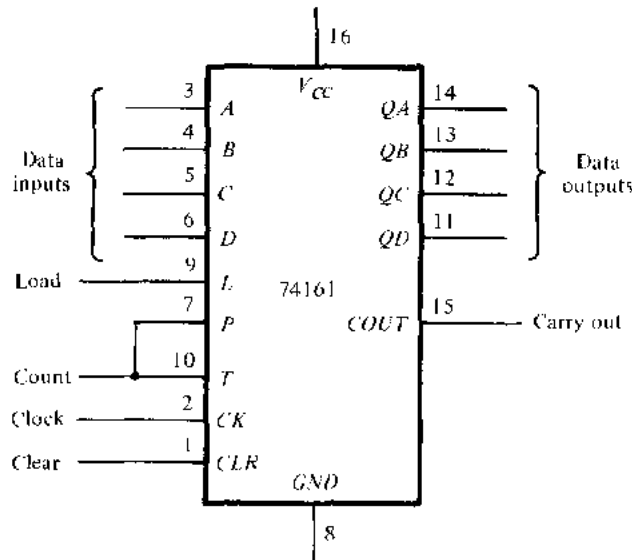 16
V_CC
3 A QA 14
4 B QB 13
Data inputs
5 C QC 12
Data outputs
6 D QD 11
Load 9 L
74161
7 P COUT 15 Carry out
Count 10 T
Clock 2 CK
Clear 1 CLR
GND
8